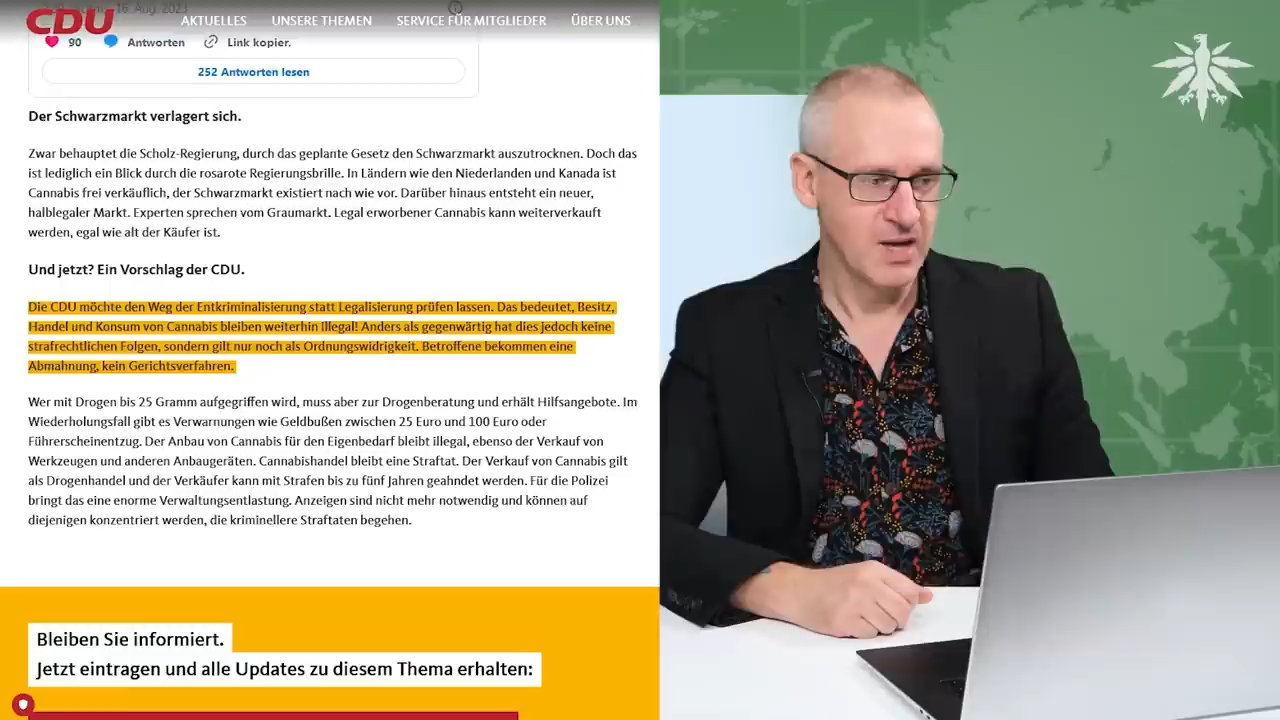 CDU
AKTUELLES
UNSERE THEMEN
SERVICE FÜR MITGLIEDER
ÜBER UNS
16. Aug. 2023
90
Antworten
Link kopier.
252 Antworten lesen
Der Schwarzmarkt verlagert sich.
Zwar behauptet die Scholz-Regierung, durch das geplante Gesetz den Schwarzmarkt auszutrocknen. Doch das
ist lediglich ein Blick durch die rosarote Regierungsbrille. In Ländern wie den Niederlanden und Kanada ist
Cannabis frei verkäuflich, der Schwarzmarkt existiert nach wie vor. Darüber hinaus entsteht ein neuer,
halblegaler Markt. Experten sprechen vom Graumarkt. Legal erworbener Cannabis kann weiterverkauft
werden, egal wie alt der Käufer ist.
Und jetzt? Ein Vorschlag der CDU.
Die CDU möchte den Weg der Entkriminalisierung statt Legalisierung prüfen lassen. Das bedeutet, Besitz,
Handel und Konsum von Cannabis bleiben weiterhin illegal! Anders als gegenwärtig hat dies jedoch keine
strafrechtlichen Folgen, sondern gilt nur noch als Ordnungswidrigkeit. Betroffene bekommen eine
Abmahnung, kein Gerichtsverfahren.
Wer mit Drogen bis 25 Gramm aufgegriffen wird, muss aber zur Drogenberatung und erhält Hilfsangebote. Im
Wiederholungsfall gibt es Verwarnungen wie Geldbußen zwischen 25 Euro und 100 Euro oder
Führerscheinentzug. Der Anbau von Cannabis für den Eigenbedarf bleibt illegal, ebenso der Verkauf von
Werkzeugen und anderen Anbaugeräten. Cannabishandel bleibt eine Straftat. Der Verkauf von Cannabis gilt
als Drogenhandel und der Verkäufer kann mit Strafen bis zu fünf Jahren geahndet werden. Für die Polizei
bringt das eine enorme Verwaltungsentlastung. Anzeigen sind nicht mehr notwendig und können auf
diejenigen konzentriert werden, die kriminellere Straftaten begehen.
Bleiben Sie informiert.
Jetzt eintragen und alle Updates zu diesem Thema erhalten: